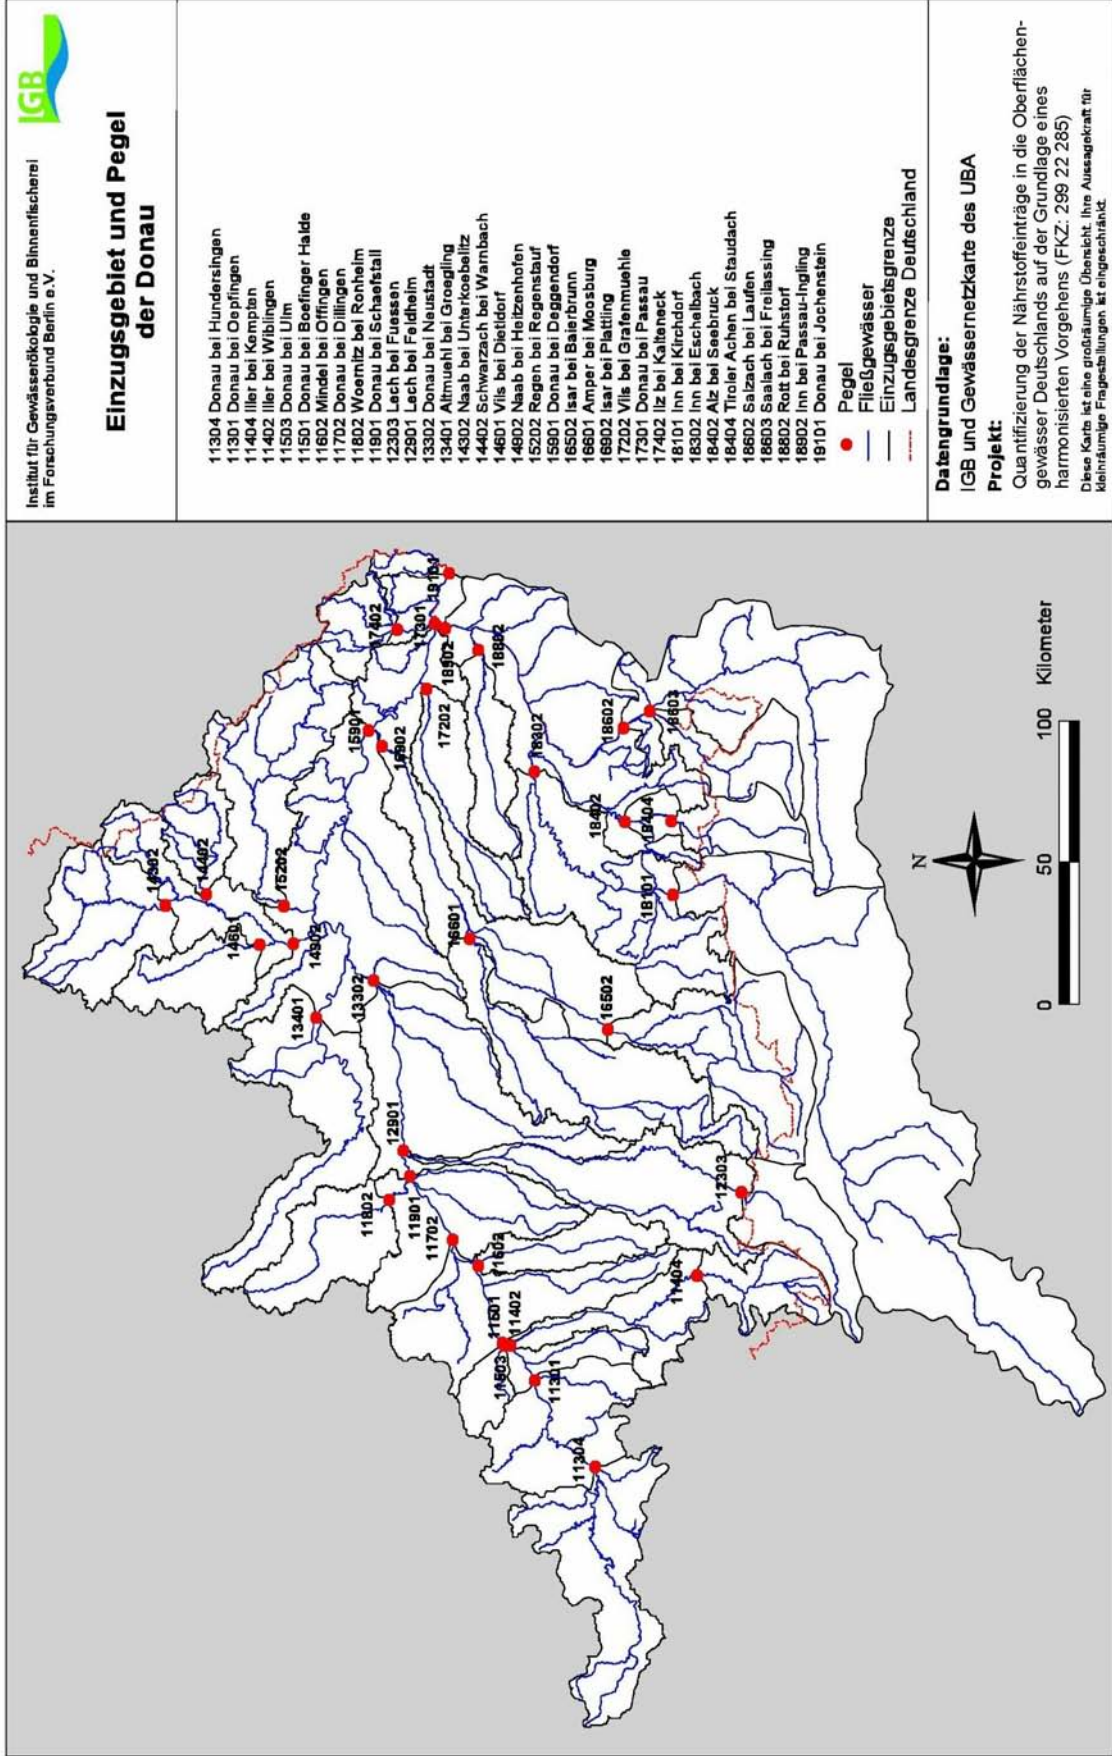 Institut für Gewässerökologie und Binnenfischerei
im Forschungsverbund Berlin e.V.
IGB
Einzugsgebiet und Pegel
der Donau
11304 Donau bei Hundersingen
11301 Donau bei Oepfingen
11404 Iller bei Kempten
11402 Iller bei Wiblingen
11503 Donau bei Ulm
11501 Donau bei Boefinger Halde
11602 Mindel bei Offingen
11702 Donau bei Dillingen
11802 Woernitz bei Ronheim
11901 Donau bei Schaefstall
12303 Lech bei Fuessen
12901 Lech bei Feldheim
13302 Donau bei Neustadt
13401 Altmuehl bei Groegling
14302 Naab bei Unterkoebelitz
14402 Schwarzach bei Warnbach
14601 Vils bei Dietldorf
14902 Naab bei Heitzenhofen
15202 Regen bei Regenstauf
15901 Donau bei Deggendorf
16502 Isar bei Baierbrunn
16601 Amper bei Moosburg
16902 Isar bei Plattling
17202 Vils bei Grafenmuehle
17301 Donau bei Passau
17402 Ilz bei Kalteneck
18101 Inn bei Kirchdorf
18302 Inn bei Eschelbach
18402 Alz bei Seebruck
18404 Tiroler Achen bei Staudach
18602 Salzach bei Laufen
18603 Saalach bei Freilassing
18802 Rott bei Ruhstorf
18902 Inn bei Passau-Ingling
19101 Donau bei Jochenstein
Pegel
Fließgewässer
Einzugsgebietsgrenze
Landesgrenze Deutschland
Datengrundlage:
IGB und Gewässernetzkarte des UBA
Projekt:
Quantifizierung der Nährstoffeinträge in die Oberflächen-
gewässer Deutschlands auf der Grundlage eines
harmonisierten Vorgehens (FKZ: 299 22 285)
Diese Karte ist eine großräumige Übersicht. Ihre Aussagekraft für
kleinräumige Fragestellungen ist eingeschränkt.
14302
14402
14601
15202
14902
13401
13302
12901
11802
11901
11702
11602
11501
11402
11503
11301
11304
11404
12303
16502
16601
15901
16902
17202
17402
17301
18902
19101
18802
18302
18602
18603
18402
18404
18101
N
0
50
100
Kilometer